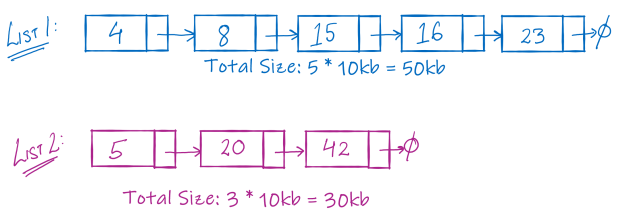 LIST 1: 4 8 15 16 23 ∅
Total Size: 5 * 10kb = 50kb
LIST 2: 5 20 42 ∅
Total Size: 3 * 10kb = 30kb